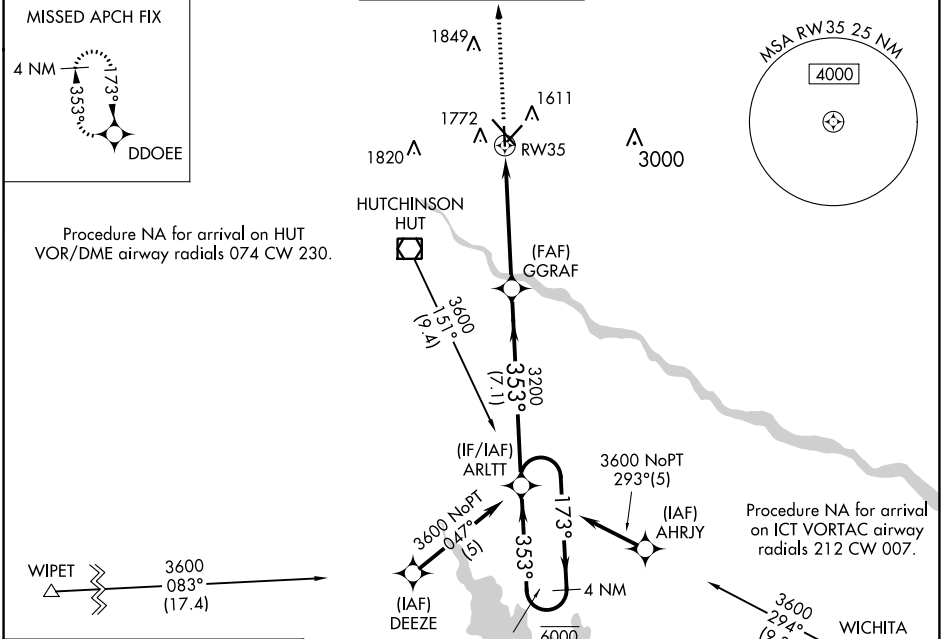 MISSED APCH FIX
4 NM
353°
173°
DDOEE
1849
1772
1611
1820
RW35
3000
MSA RW35 25 NM
4000
Procedure NA for arrival on HUT
VOR/DME airway radials 074 CW 230.
HUTCHINSON
HUT
3600
151°
(9.4)
(FAF)
GGRAF
3200
353°
(7.1)
(IF/IAF)
ARLTT
3600 NoPT
293°(5)
(IAF)
AHRJY
Procedure NA for arrival
on ICT VORTAC airway
radials 212 CW 007.
3600 NoPT
047°
(5)
353°
173°
4 NM
WIPET
3600
083°
(17.4)
(IAF)
DEEZE
6000
3600
294°
WICHITA